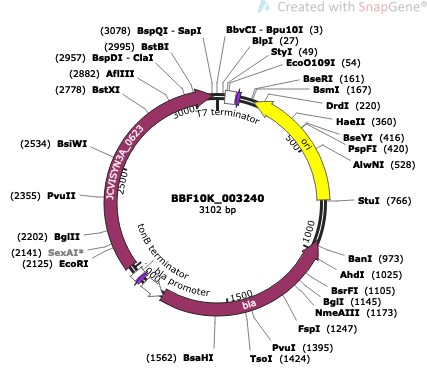 Created with SnapGene®
(3078) BspQI - SapI
(2995) BstBI
(2957) BspDI - ClaI
(2882) AflIII
(2778) BstXI
(2534) BsiWI
(2355) PvuII
(2202) BglII
(2141) SexAI*
(2125) EcoRI
(1562) BsaHI
BbvCI - Bpu10I (3)
BlpI (27)
StyI (49)
EcoO109I (54)
BseRI (161)
BsmI (167)
DrdI (220)
HaeII (360)
BseYI (416)
PspFI (420)
AlwNI (528)
StuI (766)
BanI (973)
AhdI (1025)
BsrFI (1105)
BglI (1145)
NmeAIII (1173)
FspI (1247)
PvuI (1395)
TsoI (1424)
T7 terminator
ori
bla
bla promoter
tonB terminator
JCVISYN3A_0623
500
1000
1500
2500
3000
BBF10K_003240
3102 bp